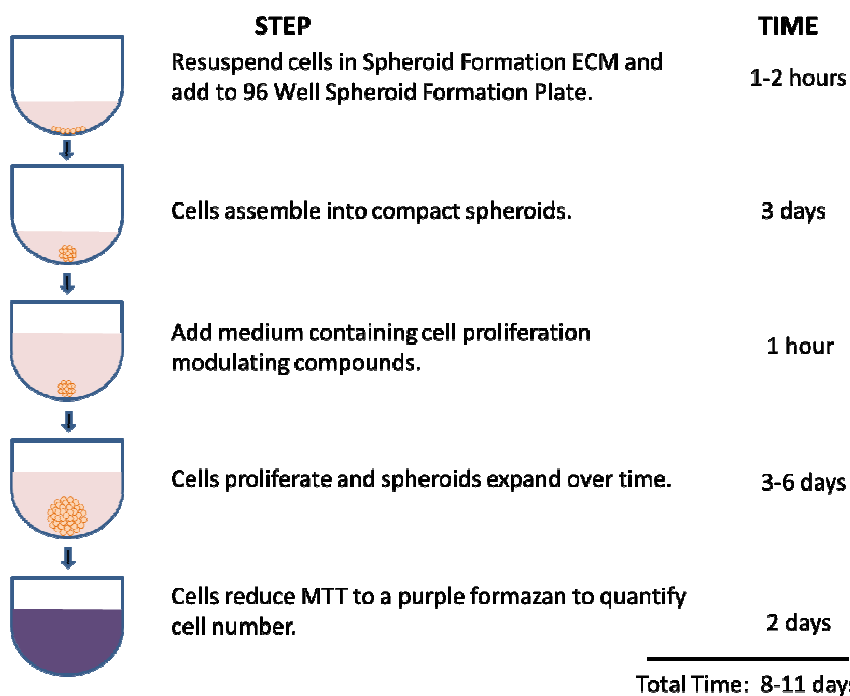 STEP TIME
Resuspend cells in Spheroid Formation ECM and
add to 96 Well Spheroid Formation Plate.
1-2 hours
Cells assemble into compact spheroids. 3 days
Add medium containing cell proliferation
modulating compounds.
1 hour
Cells proliferate and spheroids expand over time. 3-6 days
Cells reduce MTT to a purple formazan to quantify
cell number.
2 days
Total Time: 8-11 days